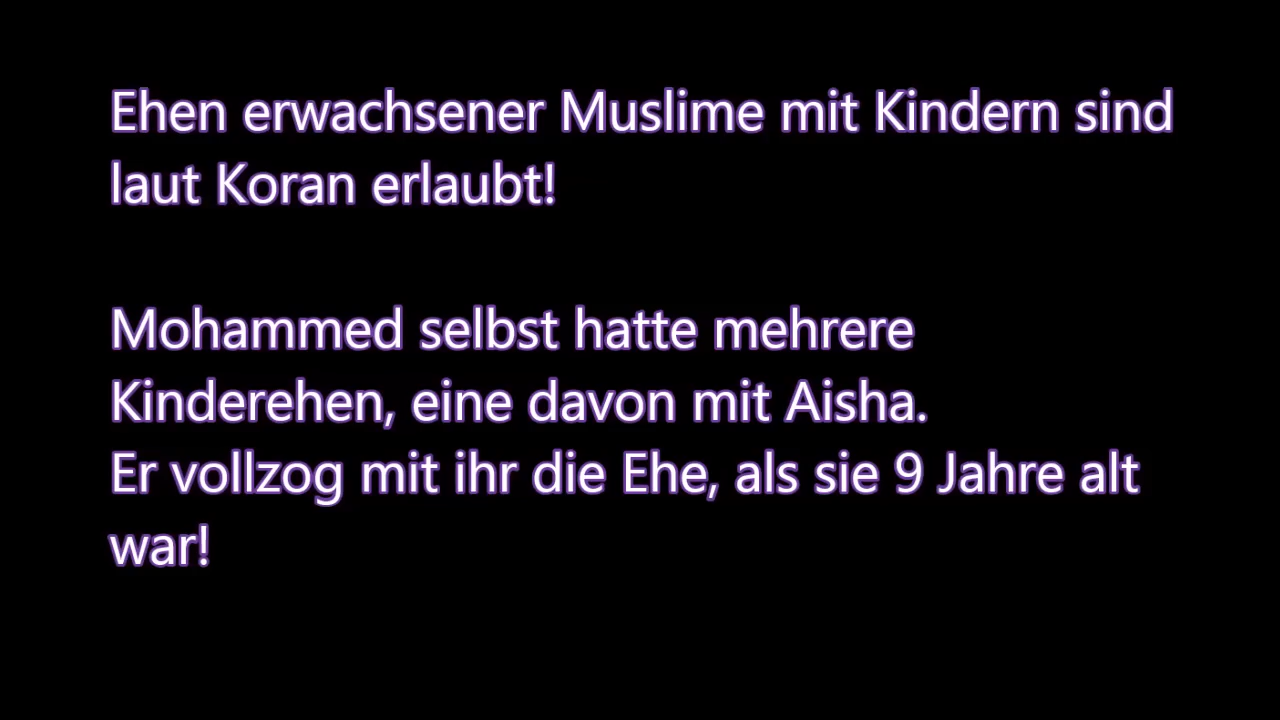 Ehen erwachsener Muslime mit Kindern sind
laut Koran erlaubt!
Mohammed selbst hatte mehrere
Kinderehen, eine davon mit Aisha.
Er vollzog mit ihr die Ehe, als sie 9 Jahre alt
war!